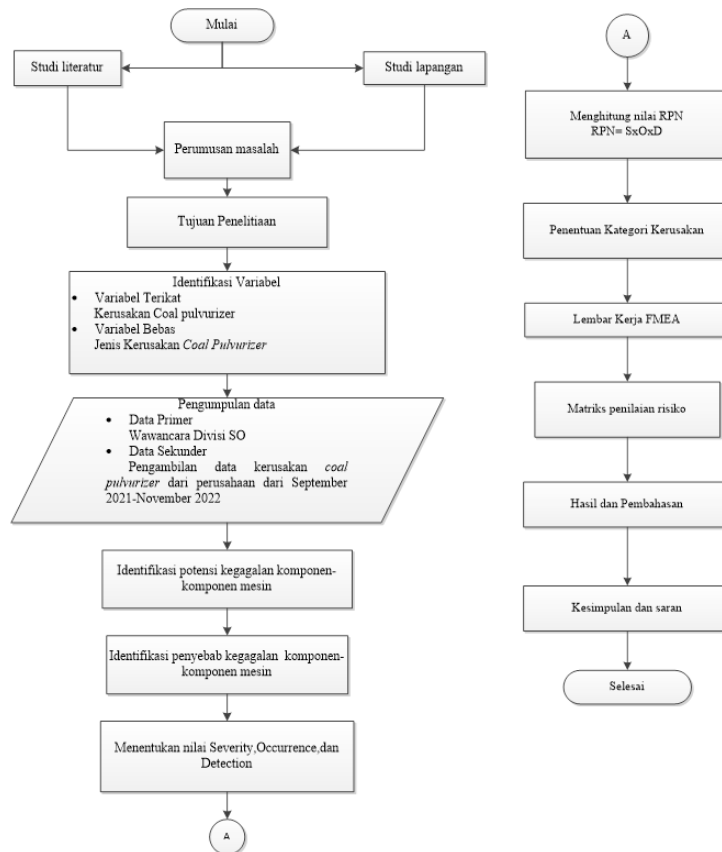 Mulai
Studi literatur
Studi lapangan
Perumusan masalah
Tujuan Penelitiaan
Identifikasi Variabel
• Variabel Terikat
Kerusakan Coal pulvurizer
• Variabel Bebas
Jenis Kerusakan Coal Pulvurizer
Pengumpulan data
• Data Primer
Wawancara Divisi SO
• Data Sekunder
Pengambilan data kerusakan coal
pulvurizer dari perusahaan dari September
2021-November 2022
Identifikasi potensi kegagalan komponen-
komponen mesin
Identifikasi penyebab kegagalan komponen-
komponen mesin
Menentukan nilai Severity,Occurrence,dan
Detection
A
A
Menghitung nilai RPN
RPN= SxOxD
Penentuan Kategori Kerusakan
Lembar Kerja FMEA
Matriks penilaian risiko
Hasil dan Pembahasan
Kesimpulan dan saran
Selesai